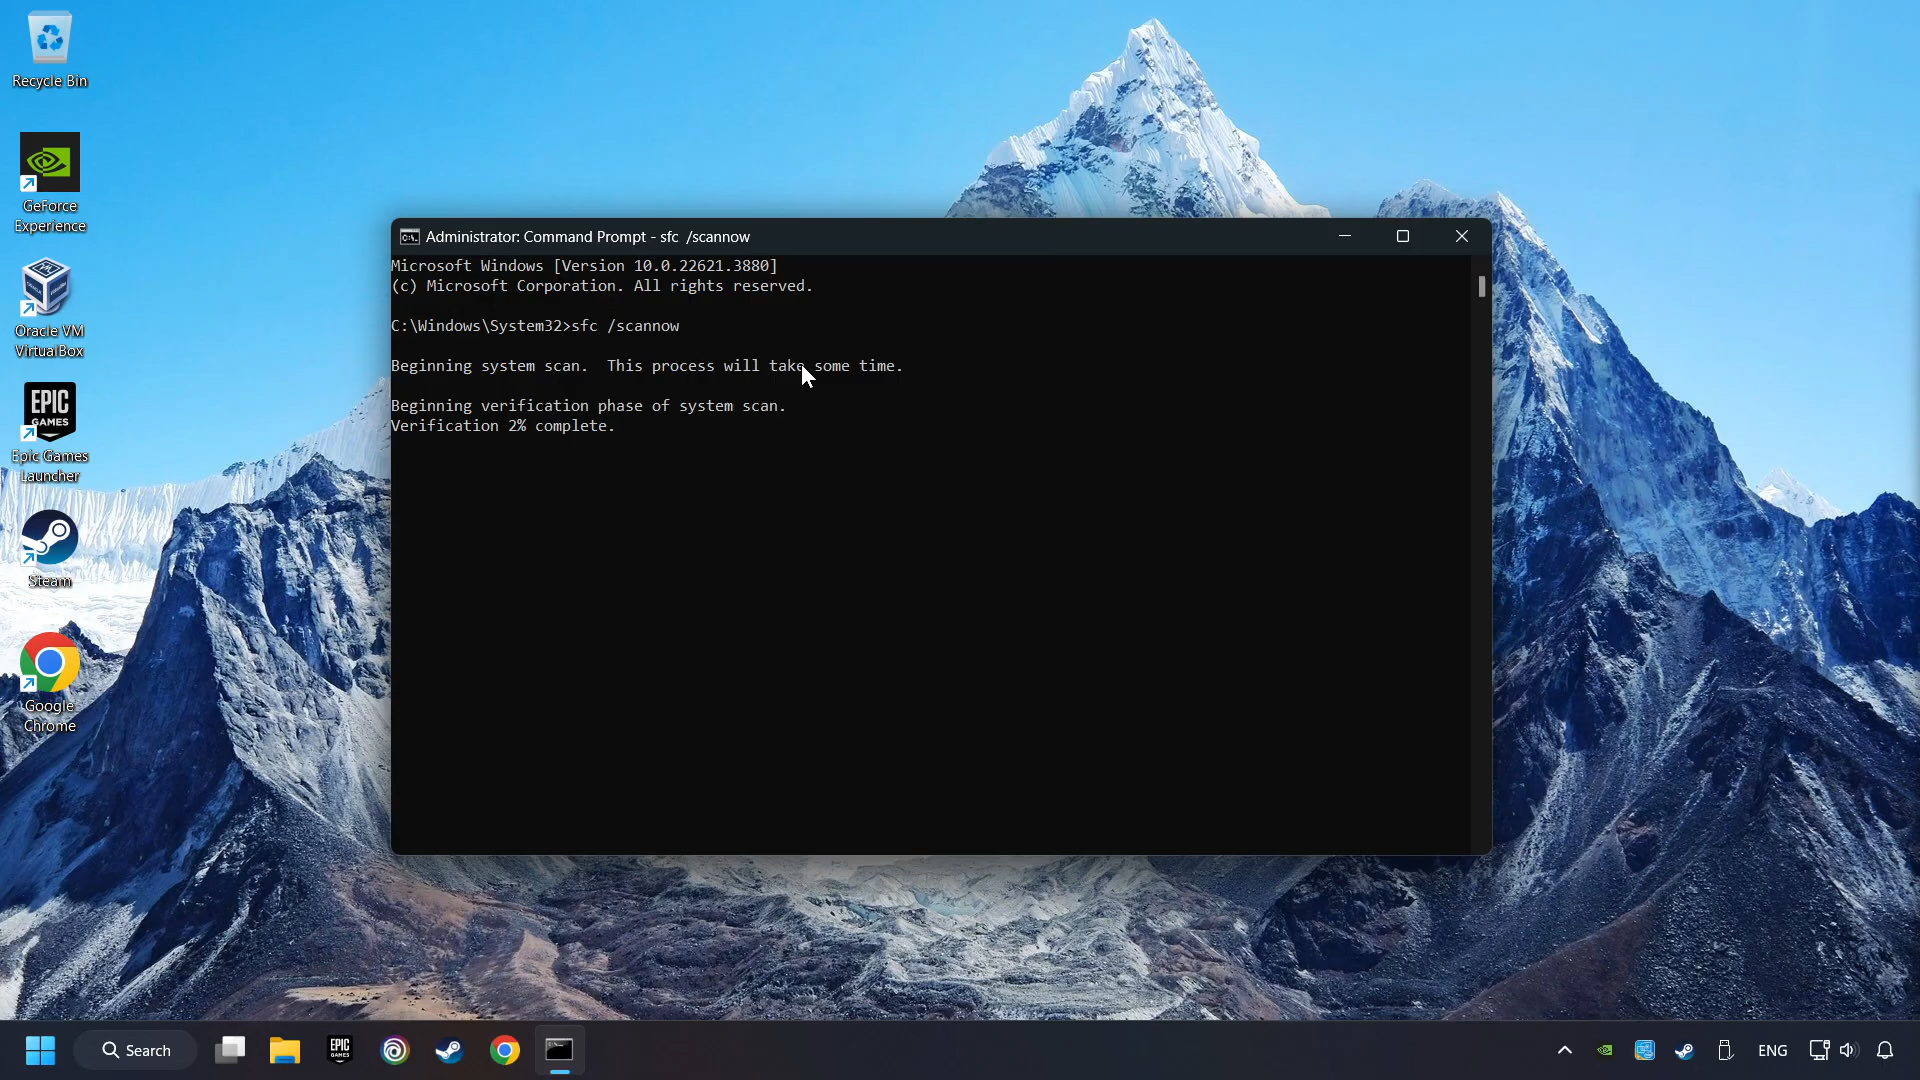 Recycle Bin
GeForce
Experience
Oracle VM
VirtualBox
EPIC
GAMES
Epic Games
Launcher
Steam
Google
Chrome
Administrator: Command Prompt - sfc  /scannow
Microsoft Windows [Version 10.0.22621.3880]
(c) Microsoft Corporation. All rights reserved.
C:\Windows\System32>sfc /scannow
Beginning system scan.  This process will take some time.
Beginning verification phase of system scan.
Verification 2% complete.
Search
EPIC
GAMES
ENG